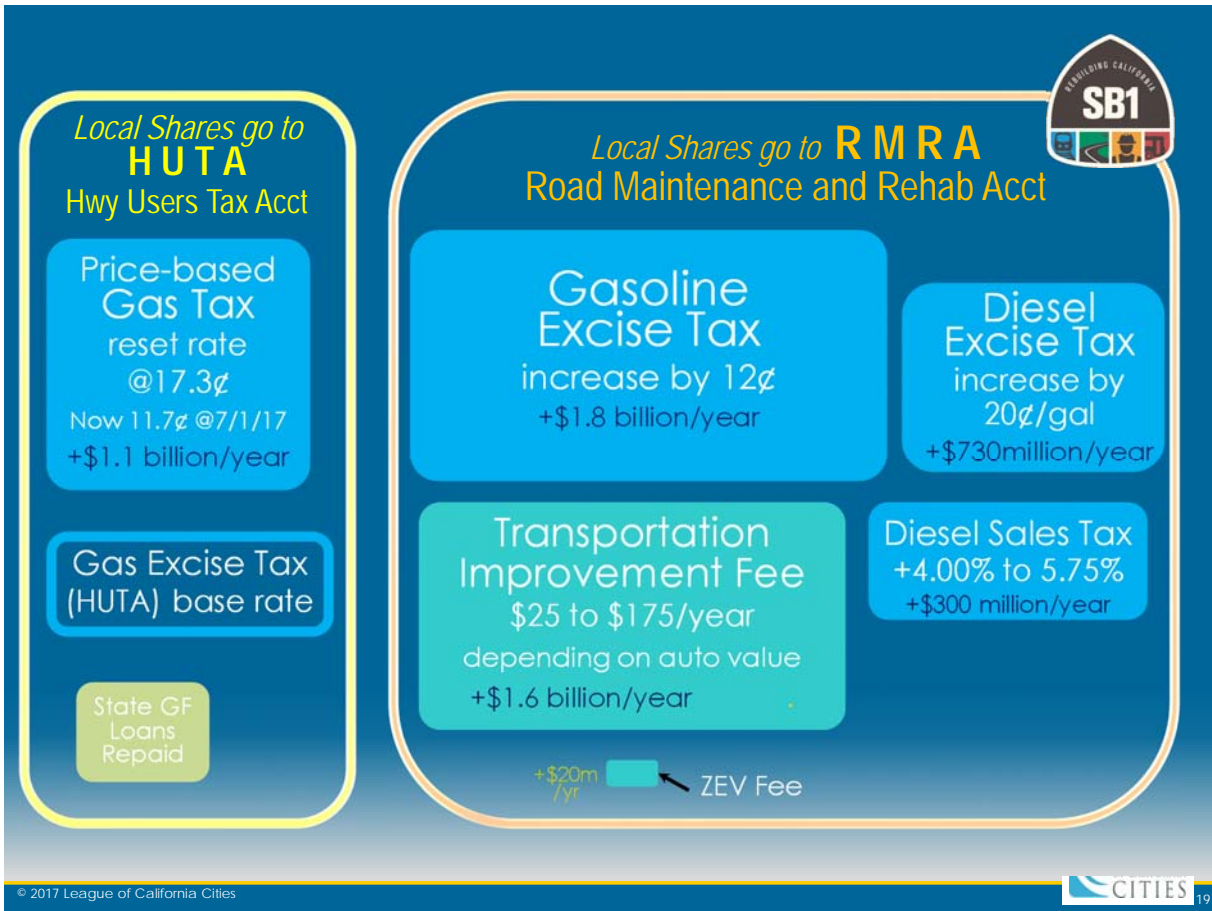 REBUILDING CALIFORNIA
SB1
Local Shares go to
H U T A
Hwy Users Tax Acct
Price-based
Gas Tax
reset rate
@17.3¢
Now 11.7¢ @7/1/17
+$1.1 billion/year
Gas Excise Tax
(HUTA) base rate
State GF
Loans
Repaid
Local Shares go to R M R A
Road Maintenance and Rehab Acct
Gasoline
Excise Tax
increase by 12¢
+$1.8 billion/year
Diesel
Excise Tax
increase by
20¢/gal
+$730million/year
Transportation
Improvement Fee
$25 to $175/year
depending on auto value
+$1.6 billion/year
Diesel Sales Tax
+4.00% to 5.75%
+$300 million/year
+$20m
/yr
ZEV Fee
© 2017 League of California Cities
CITIES
19